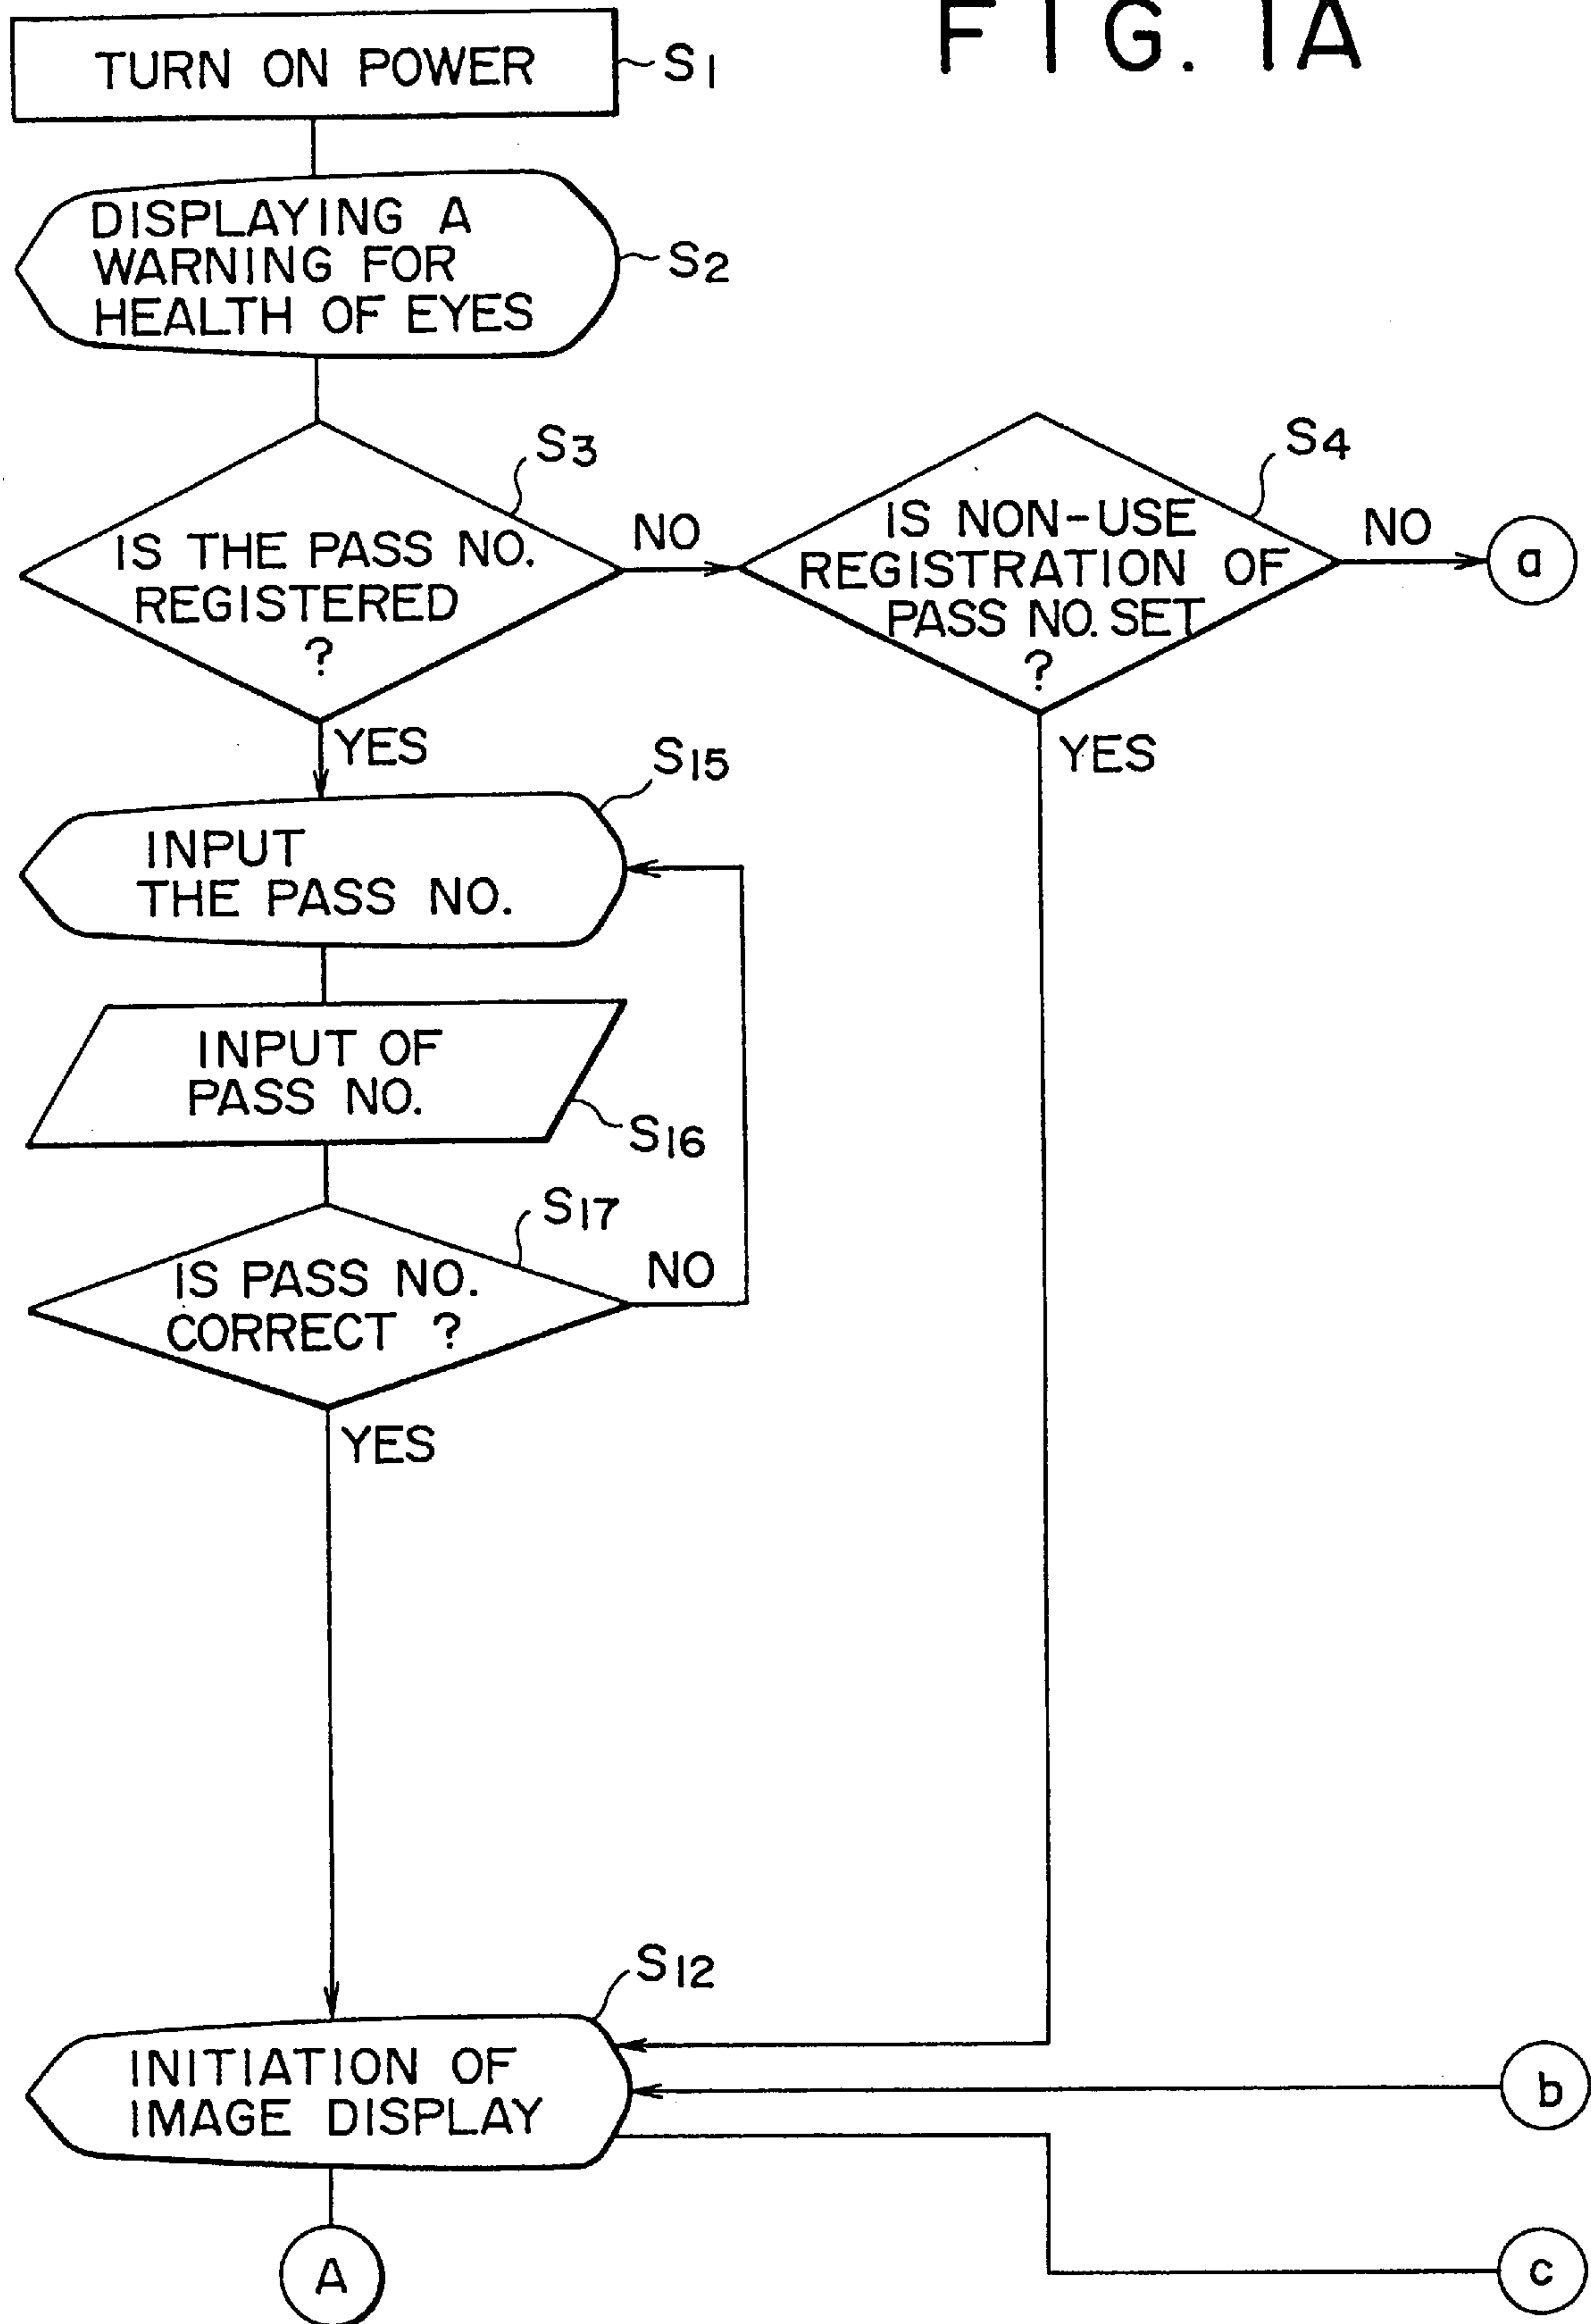 FIG. 1A
TURN ON POWER
S1
DISPLAYING A
WARNING FOR
HEALTH OF EYES
S2
S3
IS THE PASS NO.
REGISTERED
?
NO
S4
IS NON-USE
REGISTRATION OF
PASS NO. SET
?
NO
a
YES
YES
S15
INPUT
THE PASS NO.
INPUT OF
PASS NO.
S16
S17
IS PASS NO.
CORRECT ?
NO
YES
S12
INITIATION OF
IMAGE DISPLAY
b
A
c